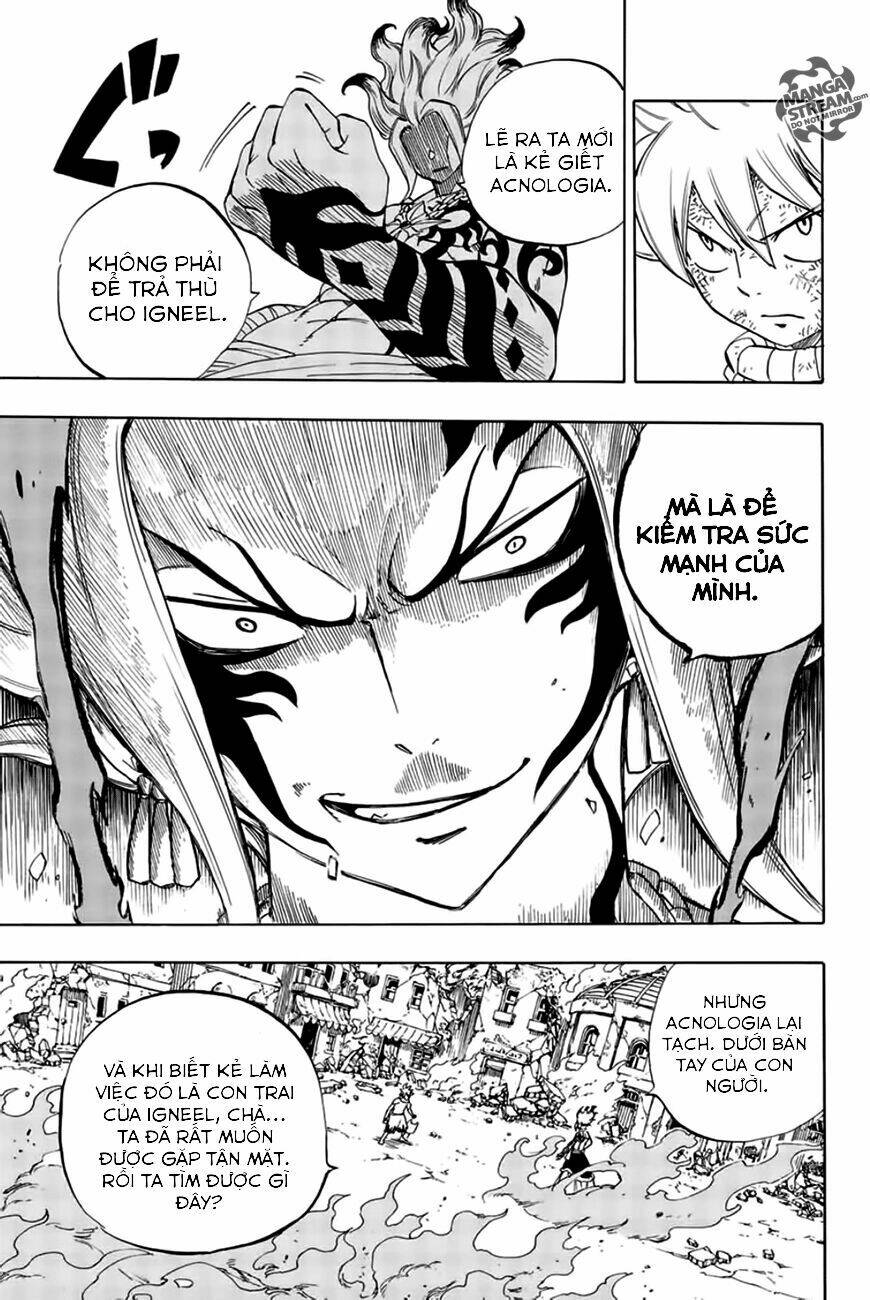 MANGA
STREAM.com
DO NOT MIRROR
LẼ RA TA MỚI
LÀ KẺ GIẾT
ACNOLOGIA.
KHÔNG PHẢI
ĐỂ TRẢ THÙ
CHO IGNEEL.
MÀ LÀ ĐỂ
KIỂM TRA SỨC
MẠNH CỦA
MÌNH.
NHƯNG
ACNOLOGIA LẠI
TẠCH. DƯỚI BÀN
TAY CỦA CON
NGƯỜI.
VÀ KHI BIẾT KẺ LÀM
VIỆC ĐÓ LÀ CON TRAI
CỦA IGNEEL, CHÀ...
TA ĐÃ RẤT MUỐN
ĐƯỢC GẶP TẬN MẮT.
RỒI TA TÌM ĐƯỢC GÌ
ĐÂY?